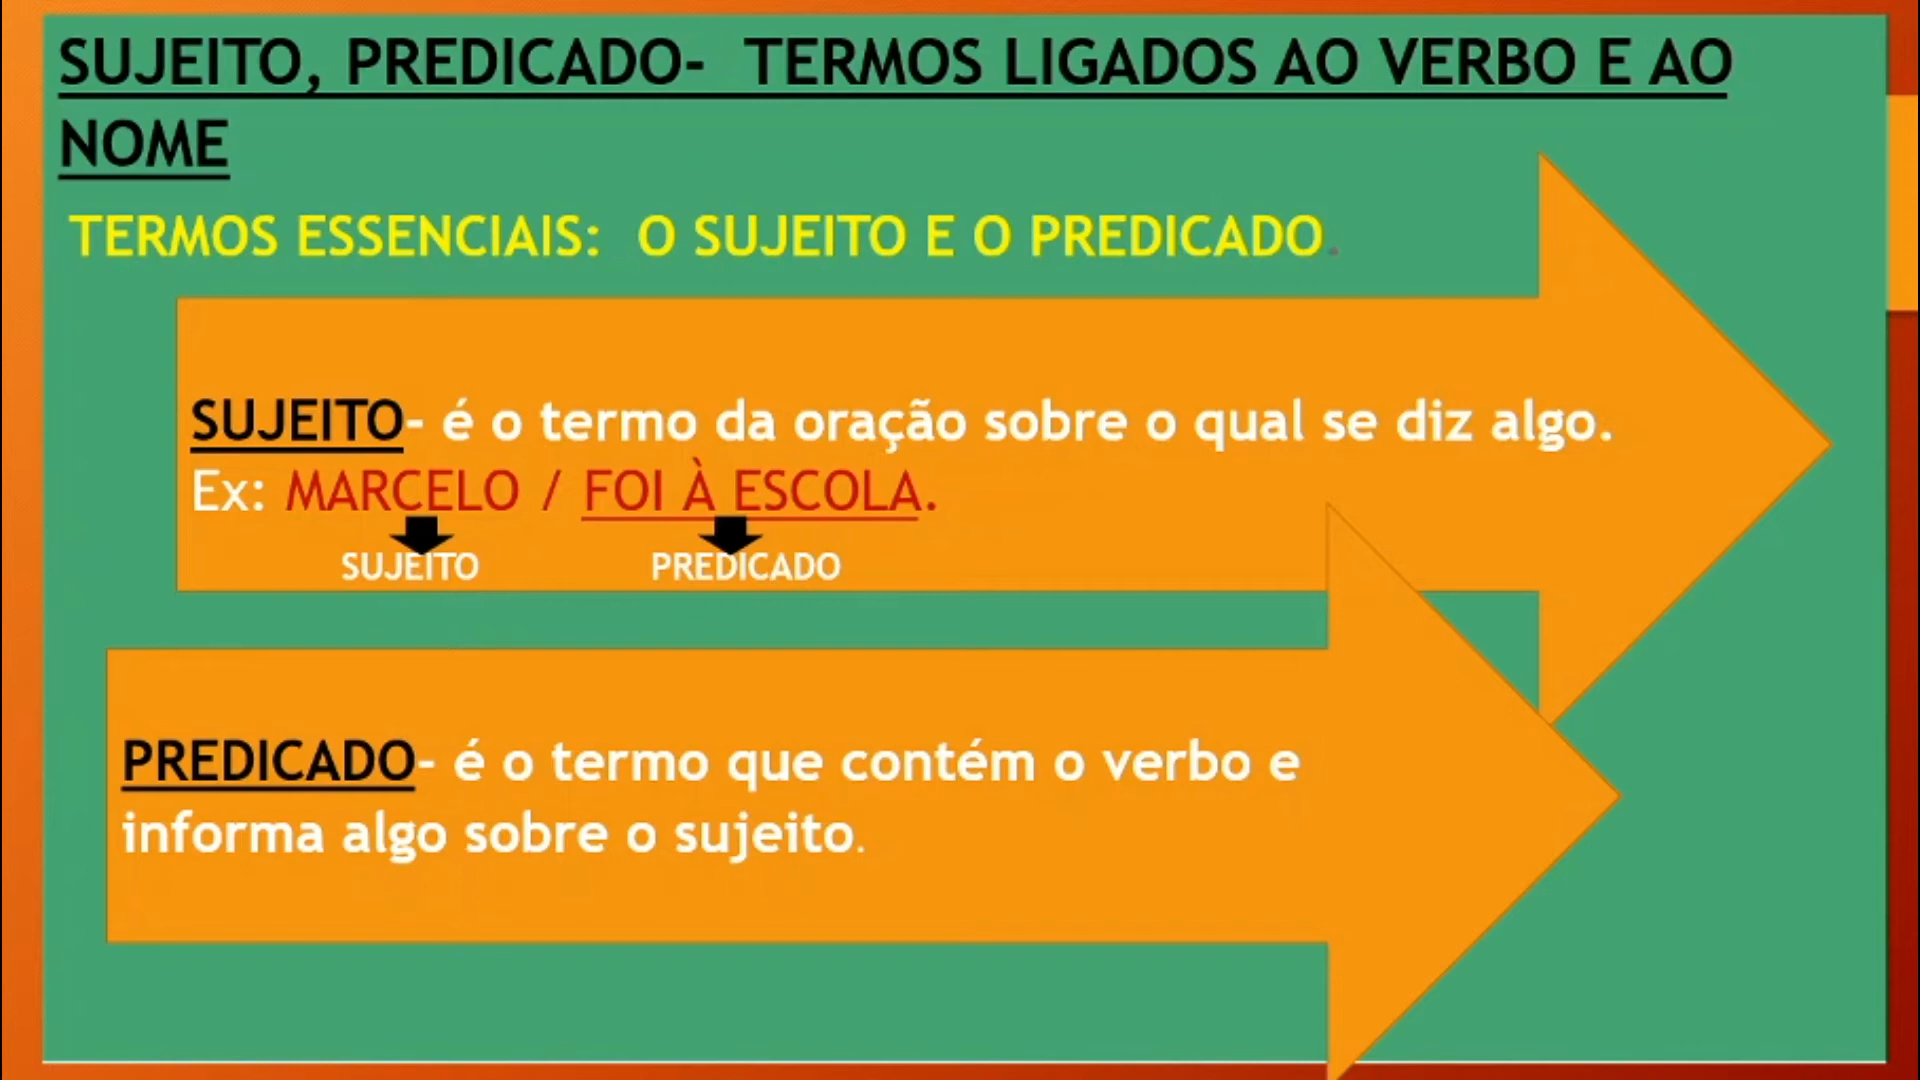 SUJEITO, PREDICADO- TERMOS LIGADOS AO VERBO E AO
NOME
TERMOS ESSENCIAIS: O SUJEITO E O PREDICADO.
SUJEITO- é o termo da oração sobre o qual se diz algo.
Ex: MARCELO / FOI À ESCOLA.
SUJEITO PREDICADO
PREDICADO- é o termo que contém o verbo e
informa algo sobre o sujeito.